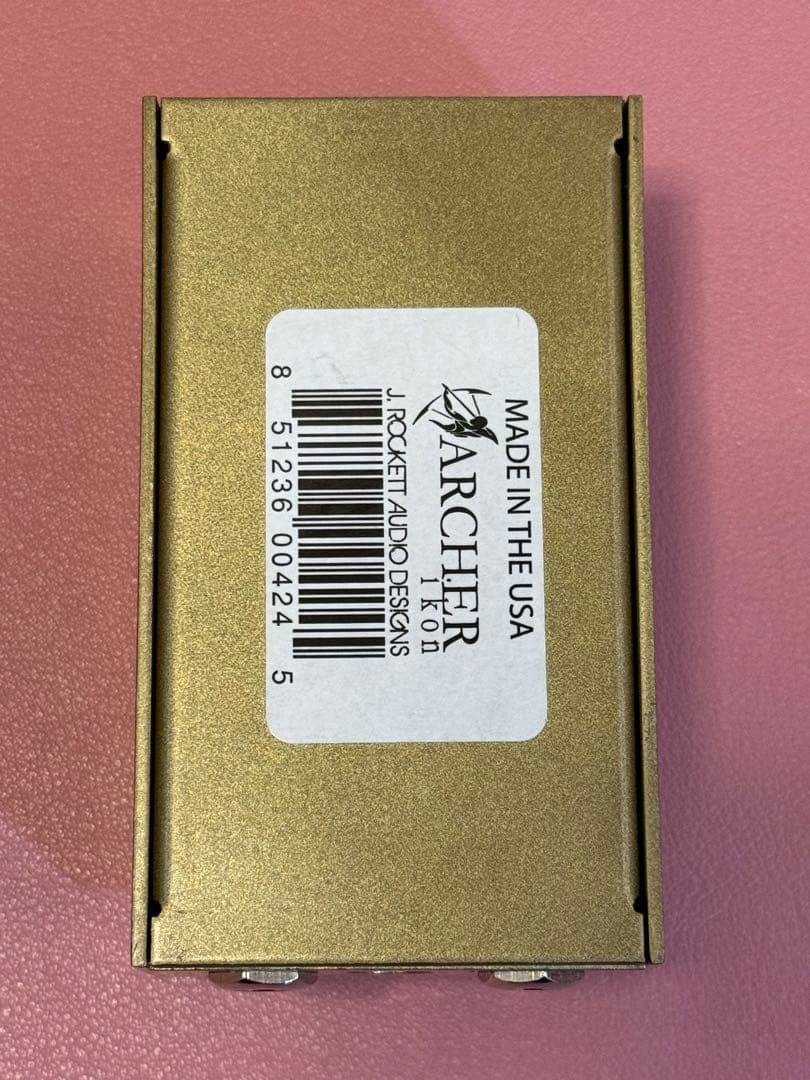 MADE IN THE USA
ARCHER
ikon
J. ROCKETT AUDIO DESIGNS
8 51236 00424 5